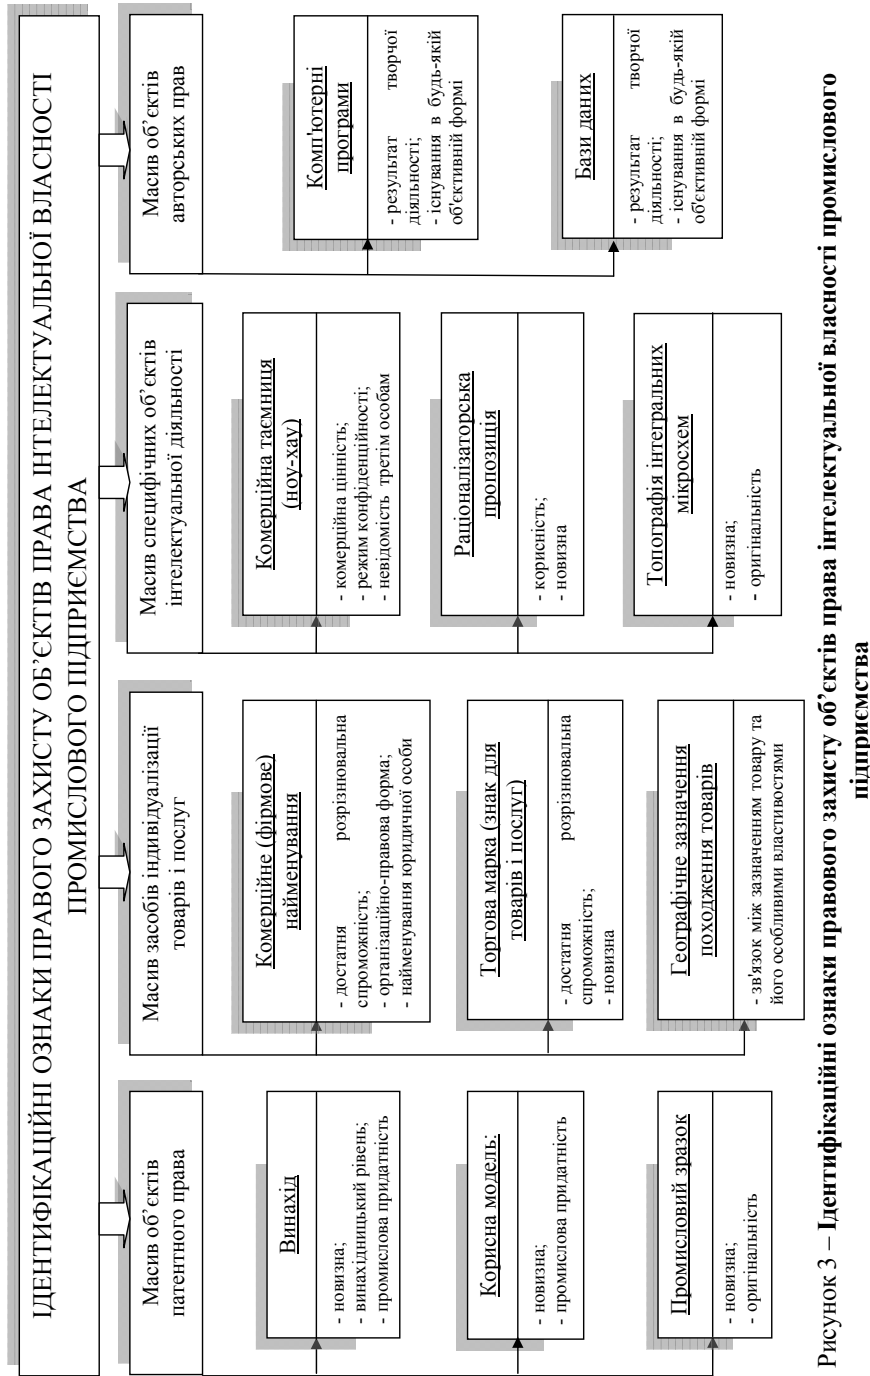 ІДЕНТИФІКАЦІЙНІ ОЗНАКИ ПРАВОГО ЗАХИСТУ ОБ’ЄКТІВ ПРАВА ІНТЕЛЕКТУАЛЬНОЇ ВЛАСНОСТІ
ПРОМИСЛОВОГО ПІДПРИЄМСТВА
Масив об’єктів
патентного права
Винахід
- новизна;
- винахідницький рівень;
- промислова придатність
Корисна модель:
- новизна;
- промислова придатність
Промисловий зразок
- новизна;
- оригінальність
Масив засобів індивідуалізації
товарів і послуг
Комерційне (фірмове)
найменування
- достатня розрізнювальна
спроможність;
- організаційно-правова форма;
- найменування юридичної особи
Торгова марка (знак для
товарів і послуг)
- достатня розрізнювальна
спроможність;
- новизна
Географічне зазначення
походження товарів
- зв'язок між зазначенням товару та
його особливими властивостями
Масив специфічних об’єктів
інтелектуальної діяльності
Комерційна таємниця
(ноу-хау)
- комерційна цінність;
- режим конфіденційності;
- невідомість третім особам
Раціоналізаторська
пропозиція
- корисність;
- новизна
Топографія інтегральних
мікросхем
- новизна;
- оригінальність
Масив об’єктів
авторських прав
Комп'ютерні
програми
- результат творчої
діяльності;
- існування в будь-якій
об'єктивній формі
Бази даних
- результат творчої
діяльності;
- існування в будь-якій
об'єктивній формі
Рисунок 3 – Ідентифікаційні ознаки правового захисту об’єктів права інтелектуальної власності промислового
підприємства